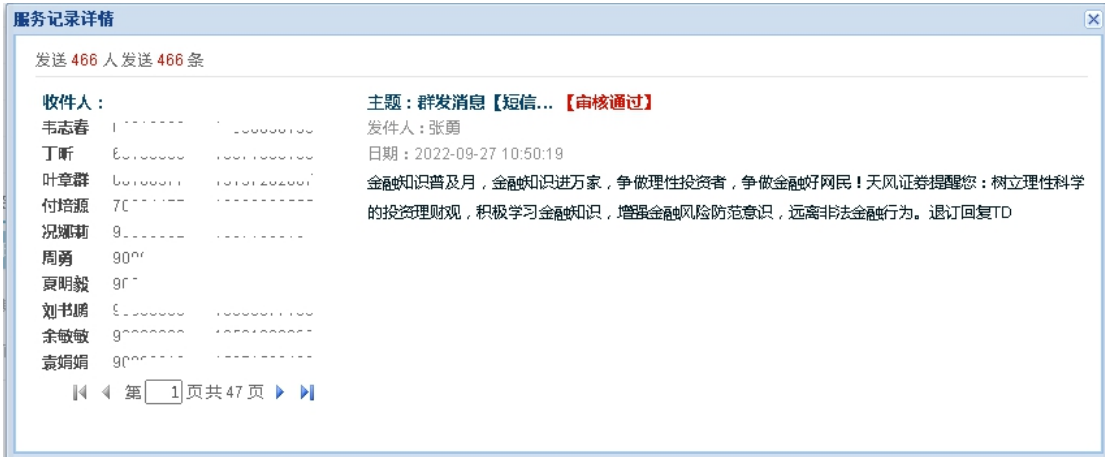 服务记录详情
发送 466 人 发送 466 条
收件人：
韦志春
丁昕
叶章群
付培源
况娜莉
周勇
夏明毅
刘书鹏
余敏敏
袁娟娟
第 1 页共 47 页
主题：群发消息【短信... 【审核通过】
发件人：张勇
日期：2022-09-27 10:50:19
金融知识普及月，金融知识进万家，争做理性投资者，争做金融好网民！天风证券提醒您：树立理性科学
的投资理财观，积极学习金融知识，增强金融风险防范意识，远离非法金融行为。退订回复TD